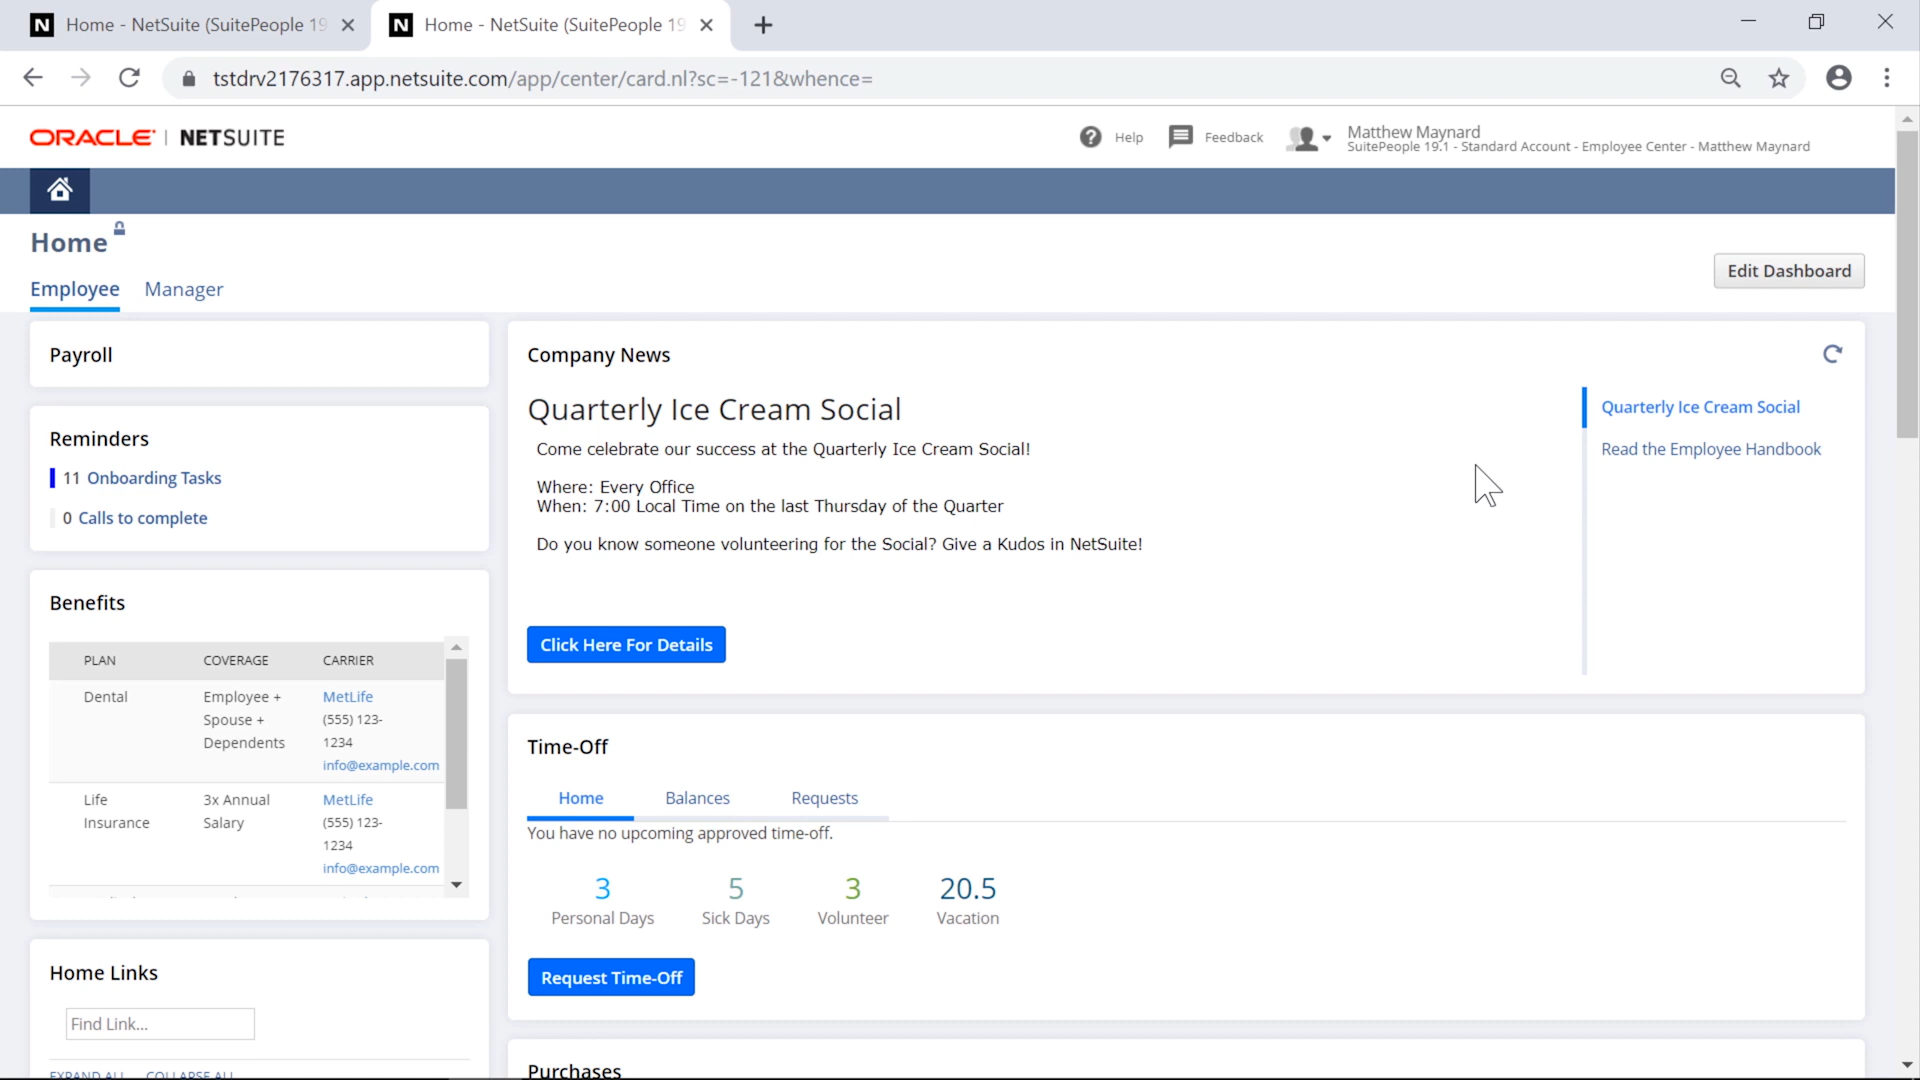 Home - NetSuite (SuitePeople 19
Home - NetSuite (SuitePeople 19
tstdrv2176317.app.netsuite.com/app/center/card.nl?sc=-121&whence=
ORACLE | NETSUITE
Help
Feedback
Matthew Maynard
SuitePeople 19.1 - Standard Account - Employee Center - Matthew Maynard
Home
Edit Dashboard
Employee
Manager
Payroll
Reminders
11 Onboarding Tasks
0 Calls to complete
Benefits
PLAN COVERAGE CARRIER
Dental
Employee +
Spouse +
Dependents
MetLife
(555) 123-
1234
info@example.com
Life
Insurance
3x Annual
Salary
MetLife
(555) 123-
1234
info@example.com
Home Links
Find Link...
EXPAND ALL COLLAPSE ALL
Company News
Quarterly Ice Cream Social
Come celebrate our success at the Quarterly Ice Cream Social!
Where: Every Office
When: 7:00 Local Time on the last Thursday of the Quarter
Do you know someone volunteering for the Social? Give a Kudos in NetSuite!
Click Here For Details
Quarterly Ice Cream Social
Read the Employee Handbook
Time-Off
Home Balances Requests
You have no upcoming approved time-off.
3 5 3 20.5
Personal Days Sick Days Volunteer Vacation
Request Time-Off
Purchases